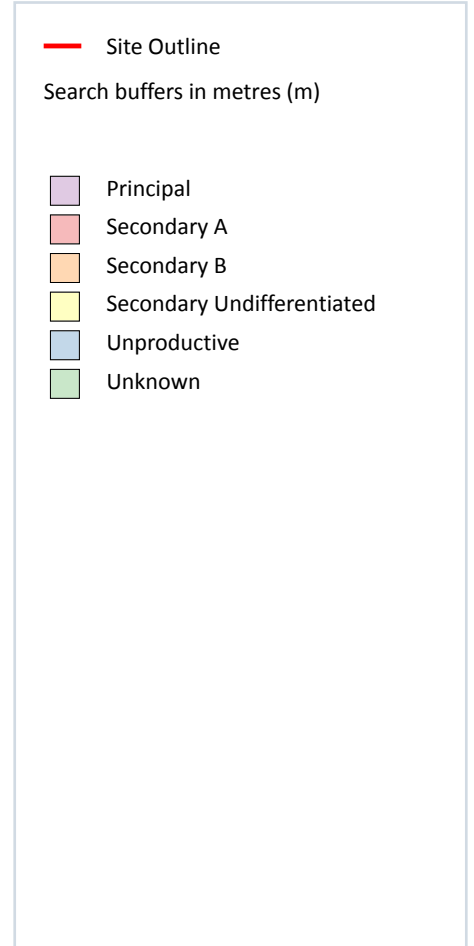 Site Outline
Search buffers in metres (m)
Principal
Secondary A
Secondary B
Secondary Undifferentiated
Unproductive
Unknown